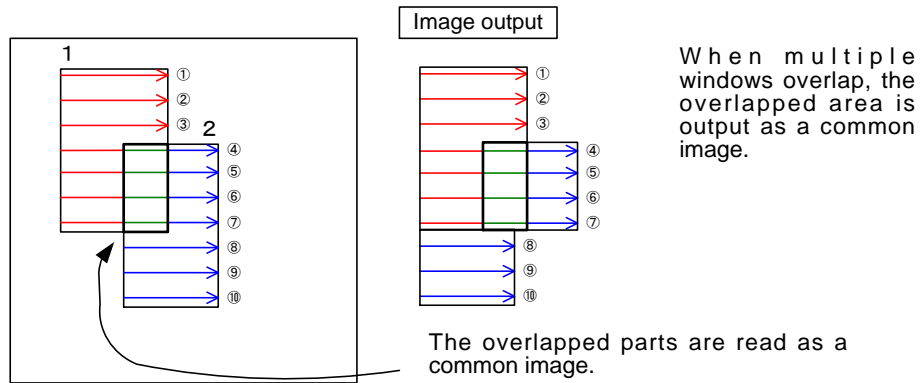 Image output
1
①
②
③
2
④
⑤
⑥
⑦
⑧
⑨
⑩
①
②
③
④
⑤
⑥
⑦
⑧
⑨
⑩
When multiple
windows overlap, the
overlapped area is
output as a common
image.
The overlapped parts are read as a
common image.